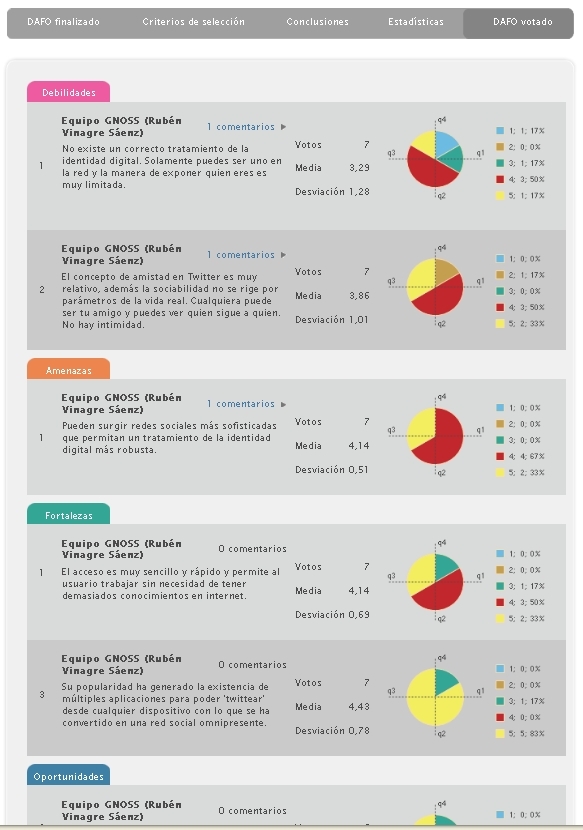 DAFO finalizado Criterios de selección Conclusiones Estadísticas DAFO votado
Debilidades
1
Equipo GNOSS (Rubén
Vinagre Sáenz)
1 comentarios
No existe un correcto tratamiento de la
identidad digital. Solamente puedes ser uno en
la red y la manera de exponer quien eres es
muy limitada.
Votos 7
Media 3,29
Desviación 1,28
q4
q3 q1
q2
1; 1; 17%
2; 0; 0%
3; 1; 17%
4; 3; 50%
5; 1; 17%
2
Equipo GNOSS (Rubén
Vinagre Sáenz)
1 comentarios
El concepto de amistad en Twitter es muy
relativo, además la sociabilidad no se rige por
parámetros de la vida real. Cualquiera puede
ser tu amigo y puedes ver quien sigue a quien.
No hay intimidad.
Votos 7
Media 3,86
Desviación 1,01
q4
q3 q1
q2
1; 0; 0%
2; 1; 17%
3; 0; 0%
4; 3; 50%
5; 2; 33%
Amenazas
1
Equipo GNOSS (Rubén
Vinagre Sáenz)
1 comentarios
Pueden surgir redes sociales más sofisticadas
que permitan un tratamiento de la identidad
digital más robusta.
Votos 7
Media 4,14
Desviación 0,51
q4
q3 q1
q2
1; 0; 0%
2; 0; 0%
3; 0; 0%
4; 4; 67%
5; 2; 33%
Fortalezas
1
Equipo GNOSS (Rubén
Vinagre Sáenz)
0 comentarios
El acceso es muy sencillo y rápido y permite al
usuario trabajar sin necesidad de tener
demasiados conocimientos en internet.
Votos 7
Media 4,14
Desviación 0,69
q4
q3 q1
q2
1; 0; 0%
2; 0; 0%
3; 1; 17%
4; 3; 50%
5; 2; 33%
3
Equipo GNOSS (Rubén
Vinagre Sáenz)
0 comentarios
Su popularidad ha generado la existencia de
múltiples aplicaciones para poder 'twittear'
desde cualquier dispositivo con lo que se ha
convertido en una red social omnipresente.
Votos 7
Media 4,43
Desviación 0,78
q4
q3 q1
q2
1; 0; 0%
2; 0; 0%
3; 1; 17%
4; 0; 0%
5; 5; 83%
Oportunidades
Equipo GNOSS (Rubén
Vinagre Sáenz)
0 comentarios
q4
1; 0; 0%